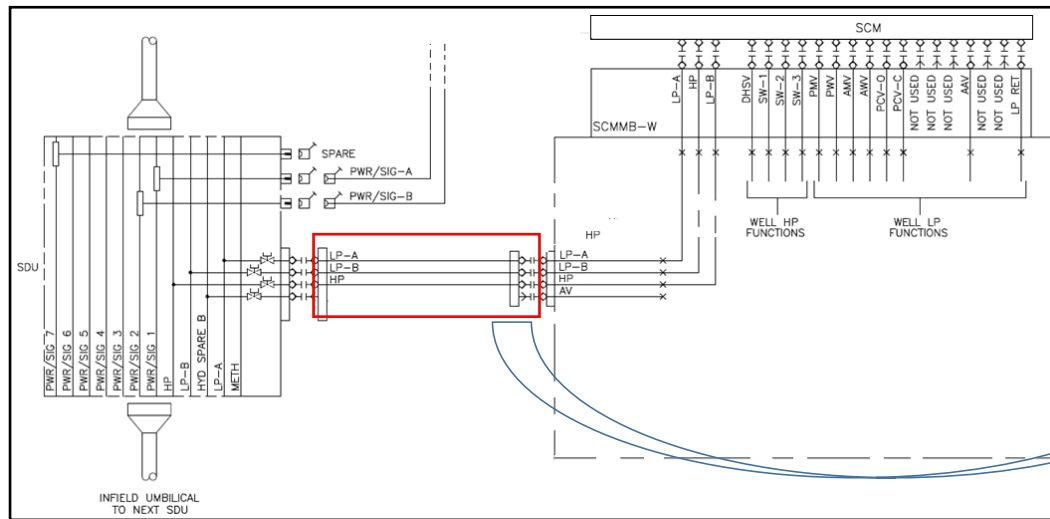 SCM
LP-A
HP
LP-B
DHSV
SW-1
SW-2
SW-3
PMV
PWV
AMV
AWV
PCV-O
PCV-C
NOT USED
NOT USED
NOT USED
AAV
NOT USED
NOT USED
LP RET
SCMMB-W
SPARE
PWR/SIG-A
PWR/SIG-B
WELL HP
FUNCTIONS
WELL LP
FUNCTIONS
HP
SDU
LP-A
LP-B
HP
LP-A
LP-B
HP
AV
PWR/SIG 7
PWR/SIG 6
PWR/SIG 5
PWR/SIG 4
PWR/SIG 3
PWR/SIG 2
PWR/SIG 1
HP
LP-B
HYD SPARE B
LP-A
METH
INFIELD UMBILICAL
TO NEXT SDU